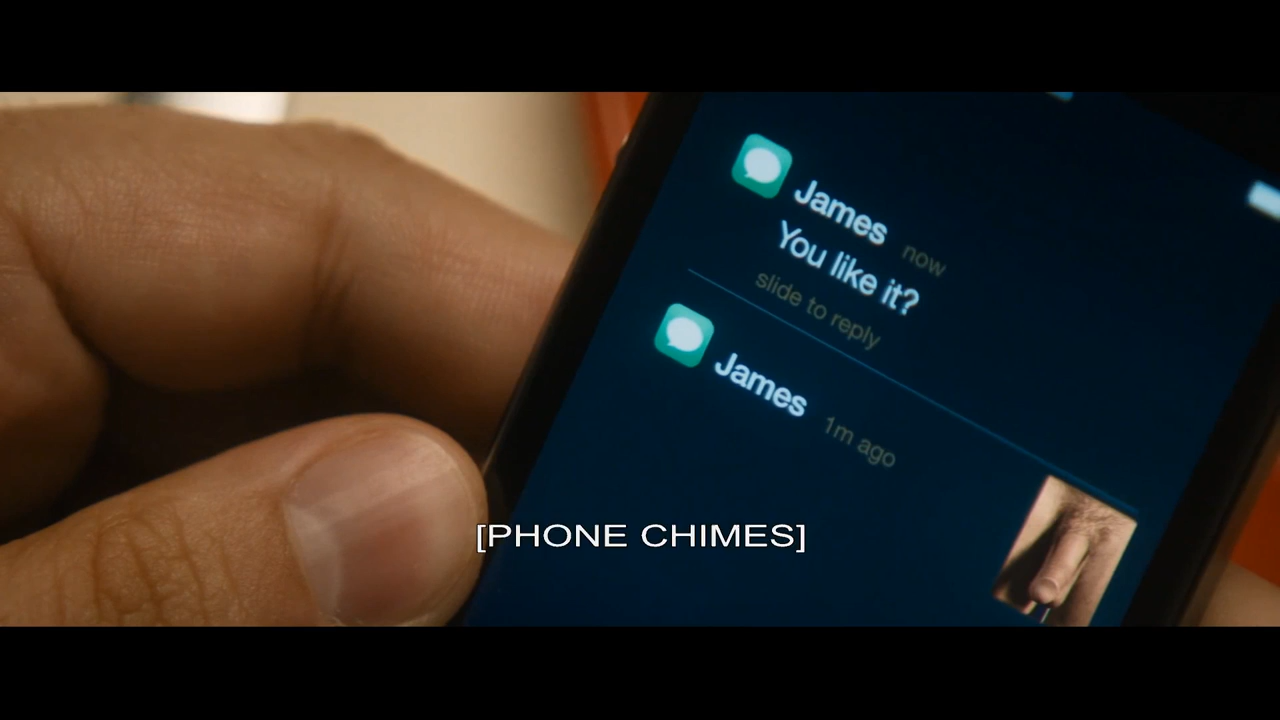 James now
You like it?
slide to reply
James 1m ago
[PHONE CHIMES]